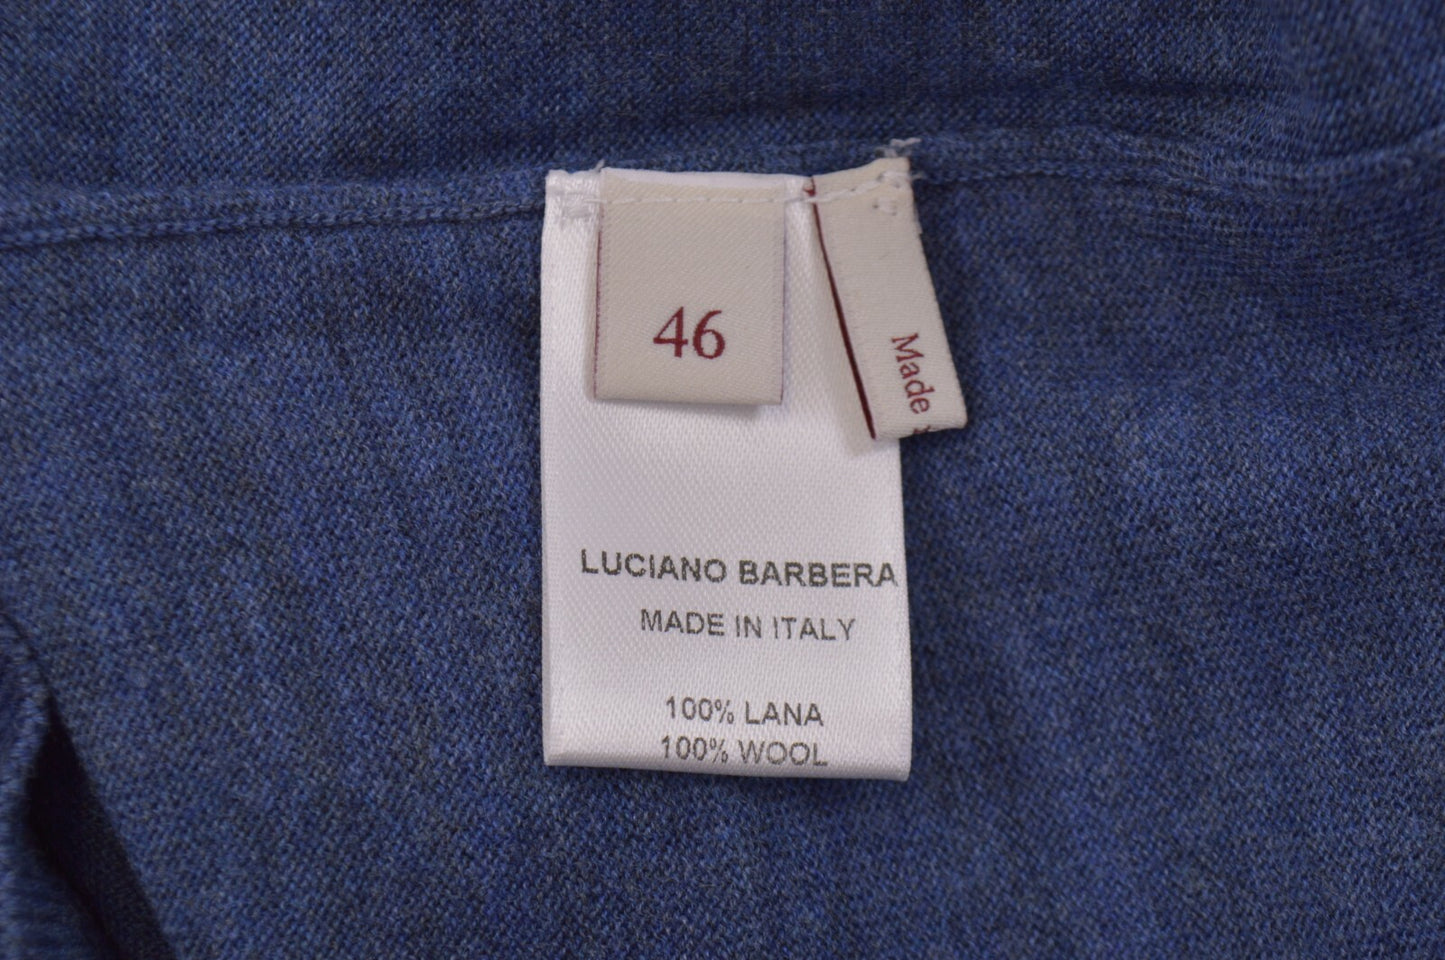 46
Made
LUCIANO BARBERA
MADE IN ITALY
100% LANA
100% WOOL